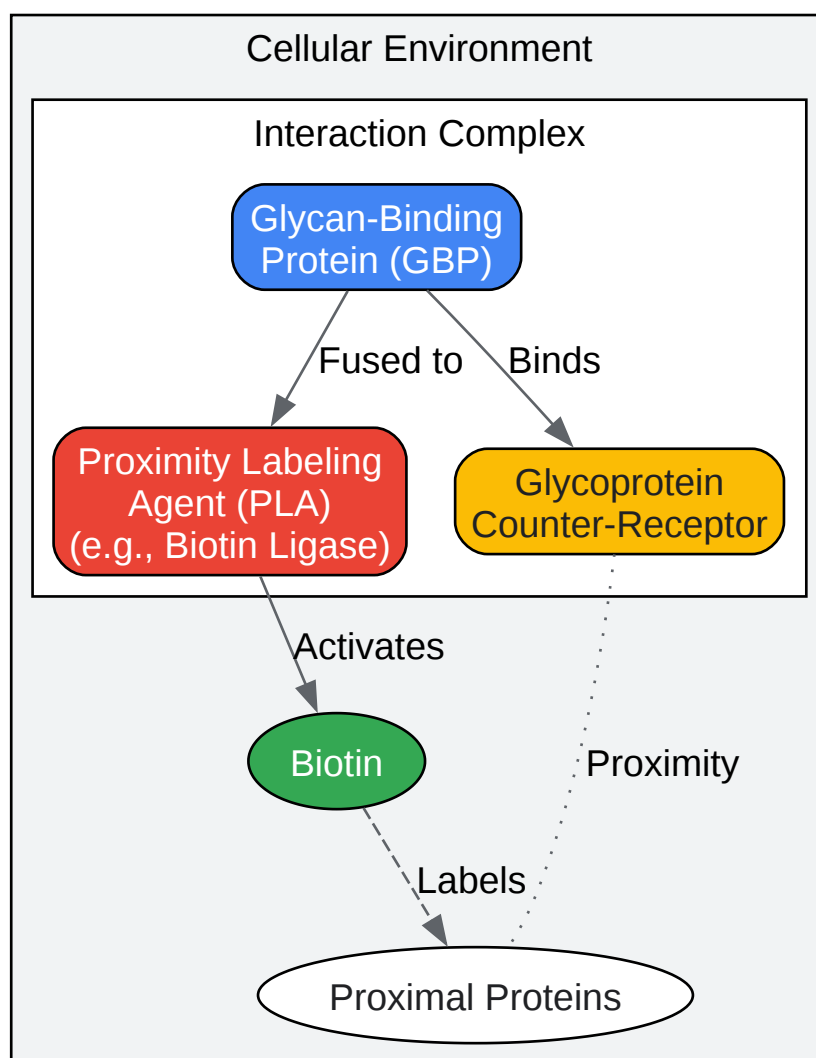 Cellular Environment
Interaction Complex
Glycan-Binding
Protein (GBP)
Fused to
Binds
Proximity Labeling
Agent (PLA)
(e.g., Biotin Ligase)
Glycoprotein
Counter-Receptor
Activates
Biotin
Proximity
Labels
Proximal Proteins